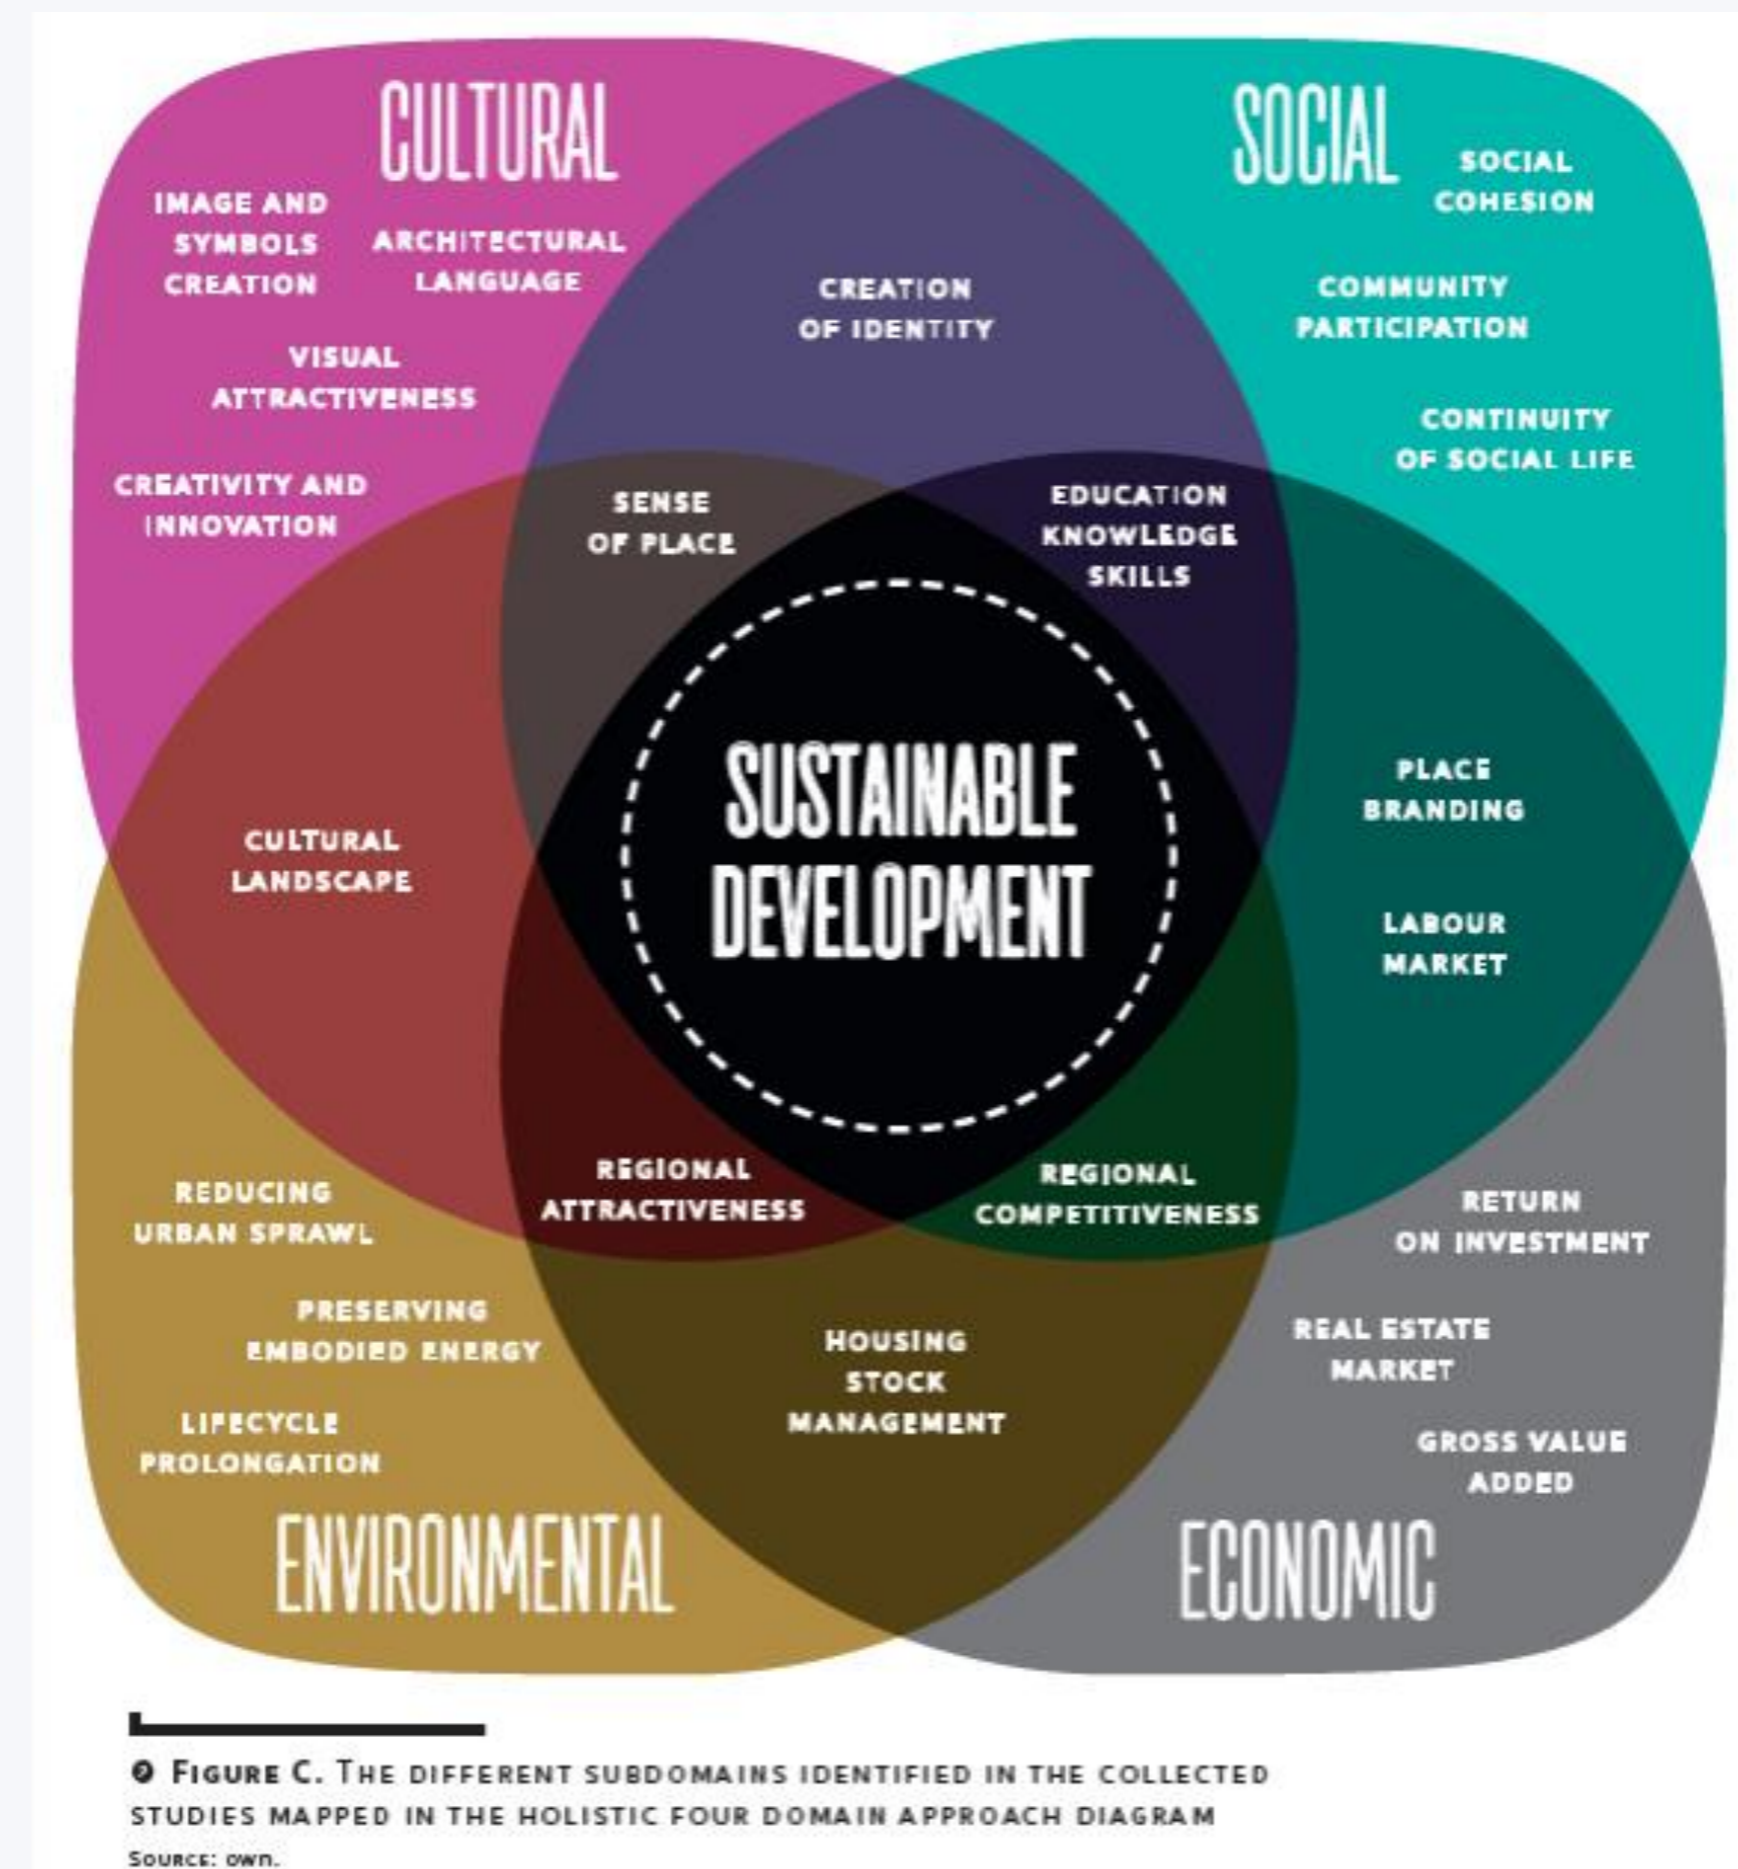 CULTURAL
IMAGE AND
SYMBOLS
CREATION
ARCHITECTURAL
LANGUAGE
VISUAL
ATTRACTIVENESS
CREATIVITY AND
INNOVATION
CREATION
OF IDENTITY
SOCIAL
SOCIAL
COHESION
COMMUNITY
PARTICIPATION
CONTINUITY
OF SOCIAL LIFE
SENSE
OF PLACE
EDUCATION
KNOWLEDGE
SKILLS
CULTURAL
LANDSCAPE
SUSTAINABLE
DEVELOPMENT
PLACE
BRANDING
LABOUR
MARKET
REGIONAL
ATTRACTIVENESS
REGIONAL
COMPETITIVENESS
REDUCING
URBAN SPRAWL
PRESERVING
EMBODIED ENERGY
LIFECYCLE
PROLONGATION
ENVIRONMENTAL
HOUSING
STOCK
MANAGEMENT
RETURN
ON INVESTMENT
REAL ESTATE
MARKET
GROSS VALUE
ADDED
ECONOMIC
FIGURE C. THE DIFFERENT SUBDOMAINS IDENTIFIED IN THE COLLECTED
STUDIES MAPPED IN THE HOLISTIC FOUR DOMAIN APPROACH DIAGRAM
SOURCE: OWN.